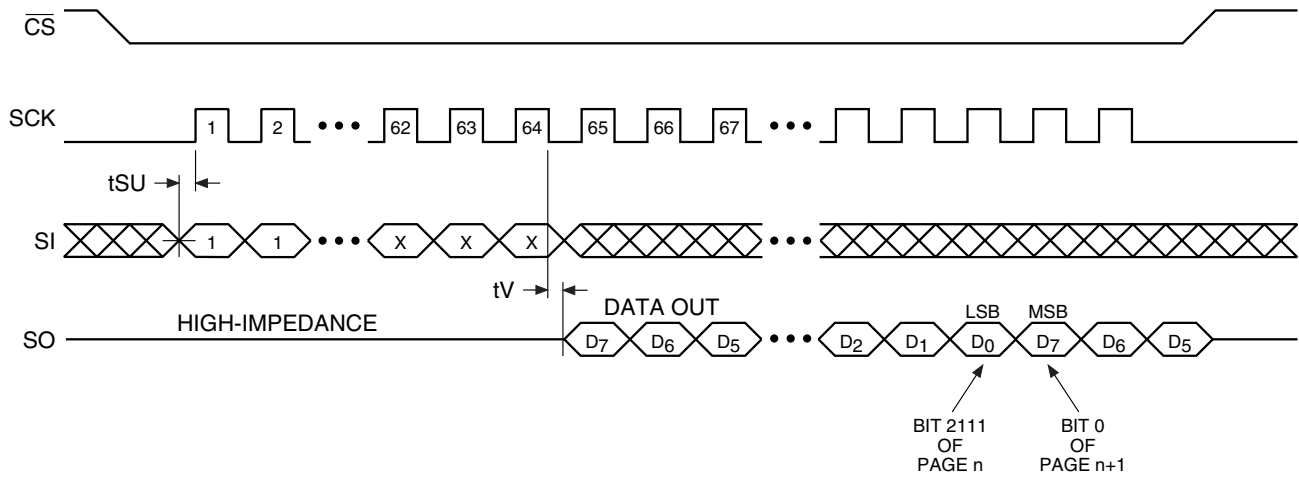 CS
SCK
1 2 ••• 62 63 64 65 66 67 •••
tSU
SI
1 1 ••• X X X •••
tV
HIGH-IMPEDANCE
DATA OUT
LSB MSB
SO
D7 D6 D5 ••• D2 D1 D0 D7 D6 D5
BIT 2111
OF
PAGE n
BIT 0
OF
PAGE n+1